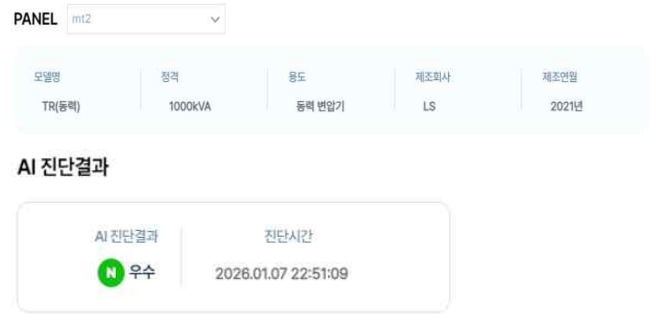 PANEL mt2
모델명 정격 용도 제조회사 제조연월
TR(동력) 1000kVA 동력 변압기 LS 2021년
AI 진단결과
AI 진단결과 진단시간
N 우수 2026.01.07 22:51:09